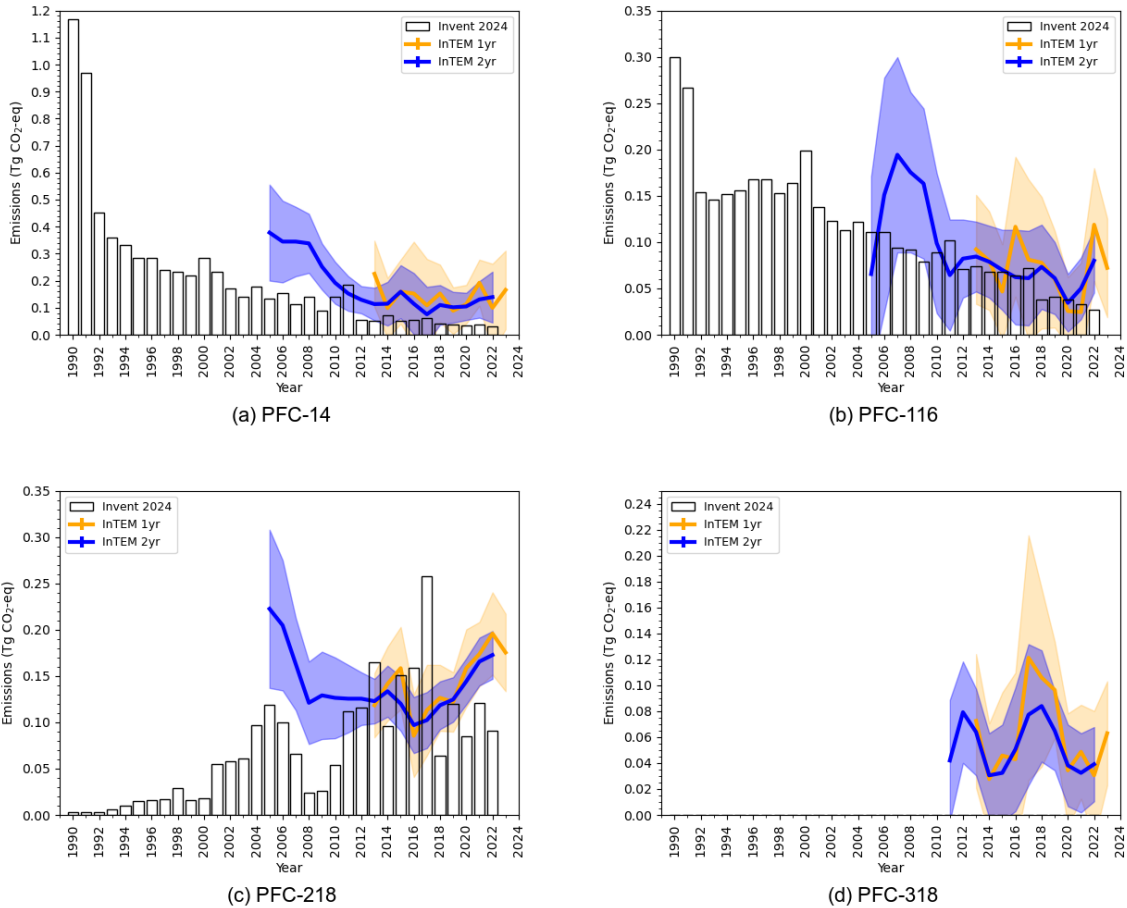 1.2
1.1
1.0
0.9
0.8
0.7
0.6
0.5
0.4
0.3
0.2
0.1
0.0
Emissions (Tg CO₂-eq)
Invent 2024
InTEM 1yr
InTEM 2yr
1990 1992 1994 1996 1998 2000 2002 2004 2006 2008 2010 2012 2014 2016 2018 2020 2022 2024
Year
(a) PFC-14
0.35
0.30
0.25
0.20
0.15
0.10
0.05
0.00
Emissions (Tg CO₂-eq)
Invent 2024
InTEM 1yr
InTEM 2yr
1990 1992 1994 1996 1998 2000 2002 2004 2006 2008 2010 2012 2014 2016 2018 2020 2022 2024
Year
(b) PFC-116
0.35
0.30
0.25
0.20
0.15
0.10
0.05
0.00
Emissions (Tg CO₂-eq)
Invent 2024
InTEM 1yr
InTEM 2yr
1990 1992 1994 1996 1998 2000 2002 2004 2006 2008 2010 2012 2014 2016 2018 2020 2022 2024
Year
(c) PFC-218
0.24
0.22
0.20
0.18
0.16
0.14
0.12
0.10
0.08
0.06
0.04
0.02
0.00
Emissions (Tg CO₂-eq)
Invent 2024
InTEM 1yr
InTEM 2yr
1990 1992 1994 1996 1998 2000 2002 2004 2006 2008 2010 2012 2014 2016 2018 2020 2022 2024
Year
(d) PFC-318